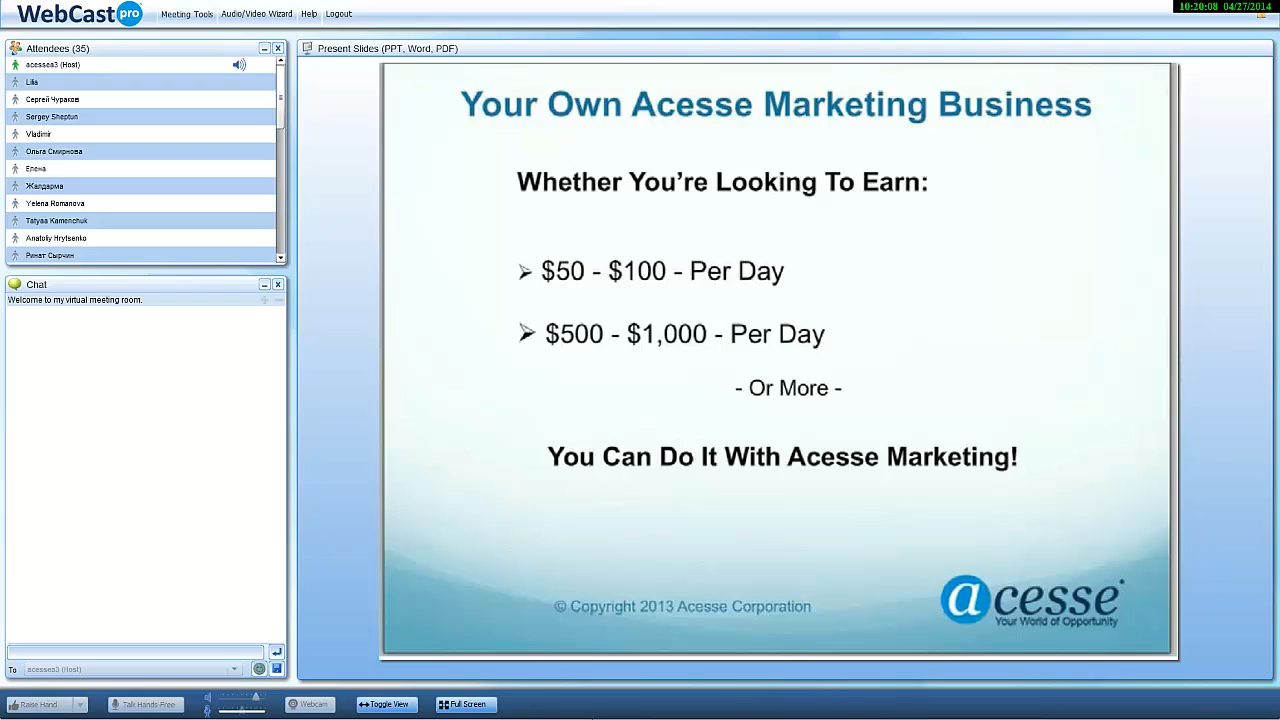 WebCast pro
Meeting Tools Audio/Video Wizard Help Logout
10:20:08 04/27/2014
Attendees (35)
acessea3 (Host)
Lilia
Сергей Чураков
Sergey Sheptun
Vladimir
Ольга Смирнова
Елена
Жалдарма
Yelena Romanova
Tatyaa Kamenchuk
Anatoliy Hrytsenko
Ринат Сырчин
Chat
Welcome to my virtual meeting room.
To acessea3 (Host)
Present Slides (PPT, Word, PDF)
Your Own Acesse Marketing Business
Whether You’re Looking To Earn:
➢ $50 - $100 - Per Day
➢ $500 - $1,000 - Per Day
- Or More -
You Can Do It With Acesse Marketing!
© Copyright 2013 Acesse Corporation
acesse
Your World of Opportunity
Raise Hand Talk Hands-Free Webcam Toggle View Full Screen